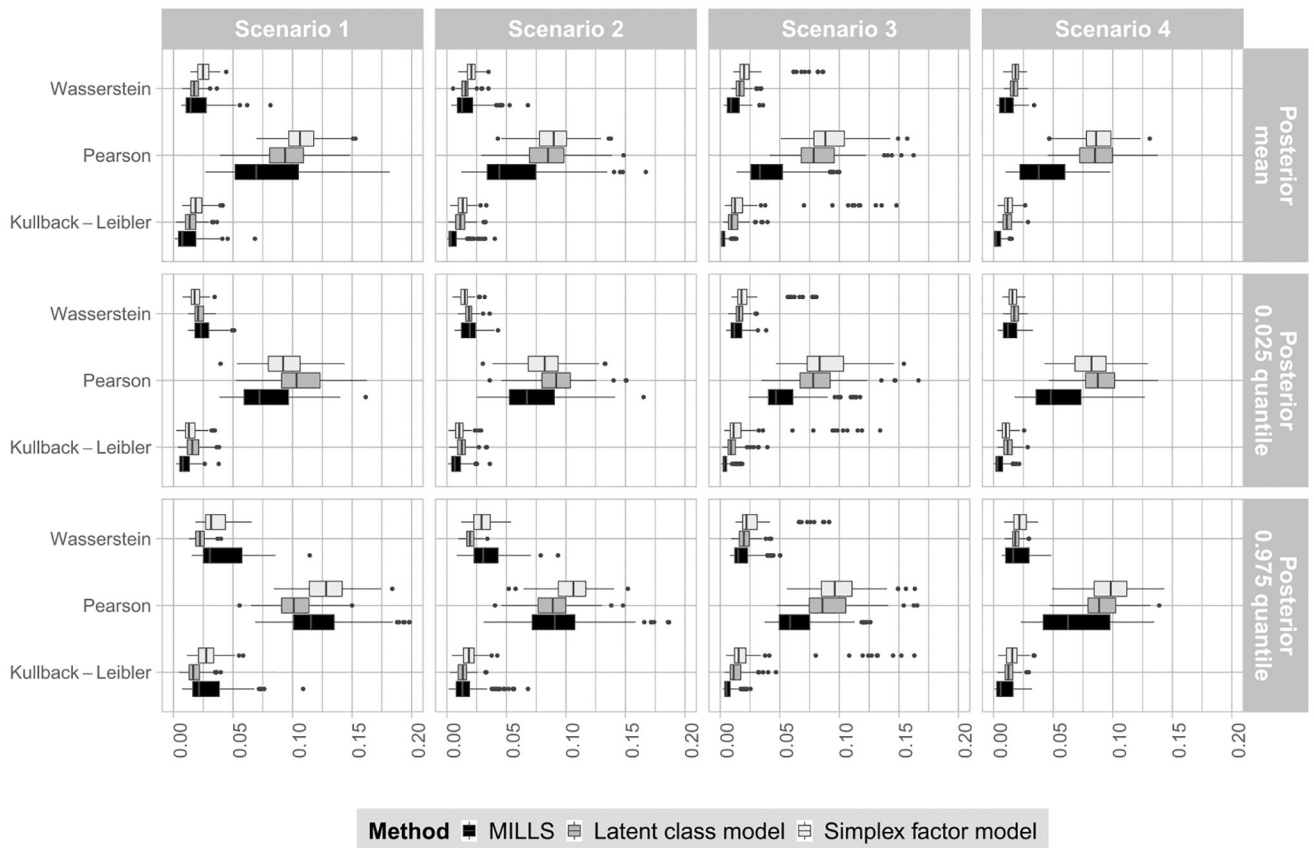 Scenario 1
Scenario 2
Scenario 3
Scenario 4
Wasserstein
Pearson
Kullback – Leibler
Posterior
mean
Wasserstein
Pearson
Kullback – Leibler
Posterior
0.025 quantile
Wasserstein
Pearson
Kullback – Leibler
Posterior
0.975 quantile
0.00 0.05 0.10 0.15 0.20
0.00 0.05 0.10 0.15 0.20
0.00 0.05 0.10 0.15 0.20
0.00 0.05 0.10 0.15 0.20
Method MILLS Latent class model Simplex factor model